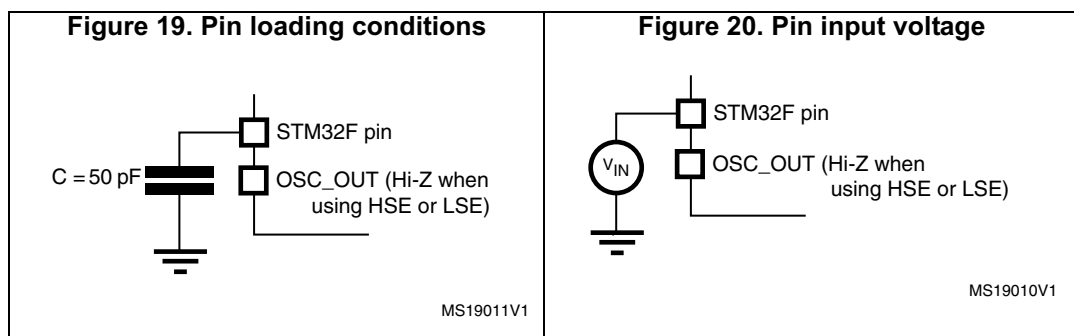 Figure 19. Pin loading conditions
STM32F pin
C = 50 pF
OSC_OUT (Hi-Z when
using HSE or LSE)
MS19011V1
Figure 20. Pin input voltage
STM32F pin
VIN
OSC_OUT (Hi-Z when
using HSE or LSE)
MS19010V1